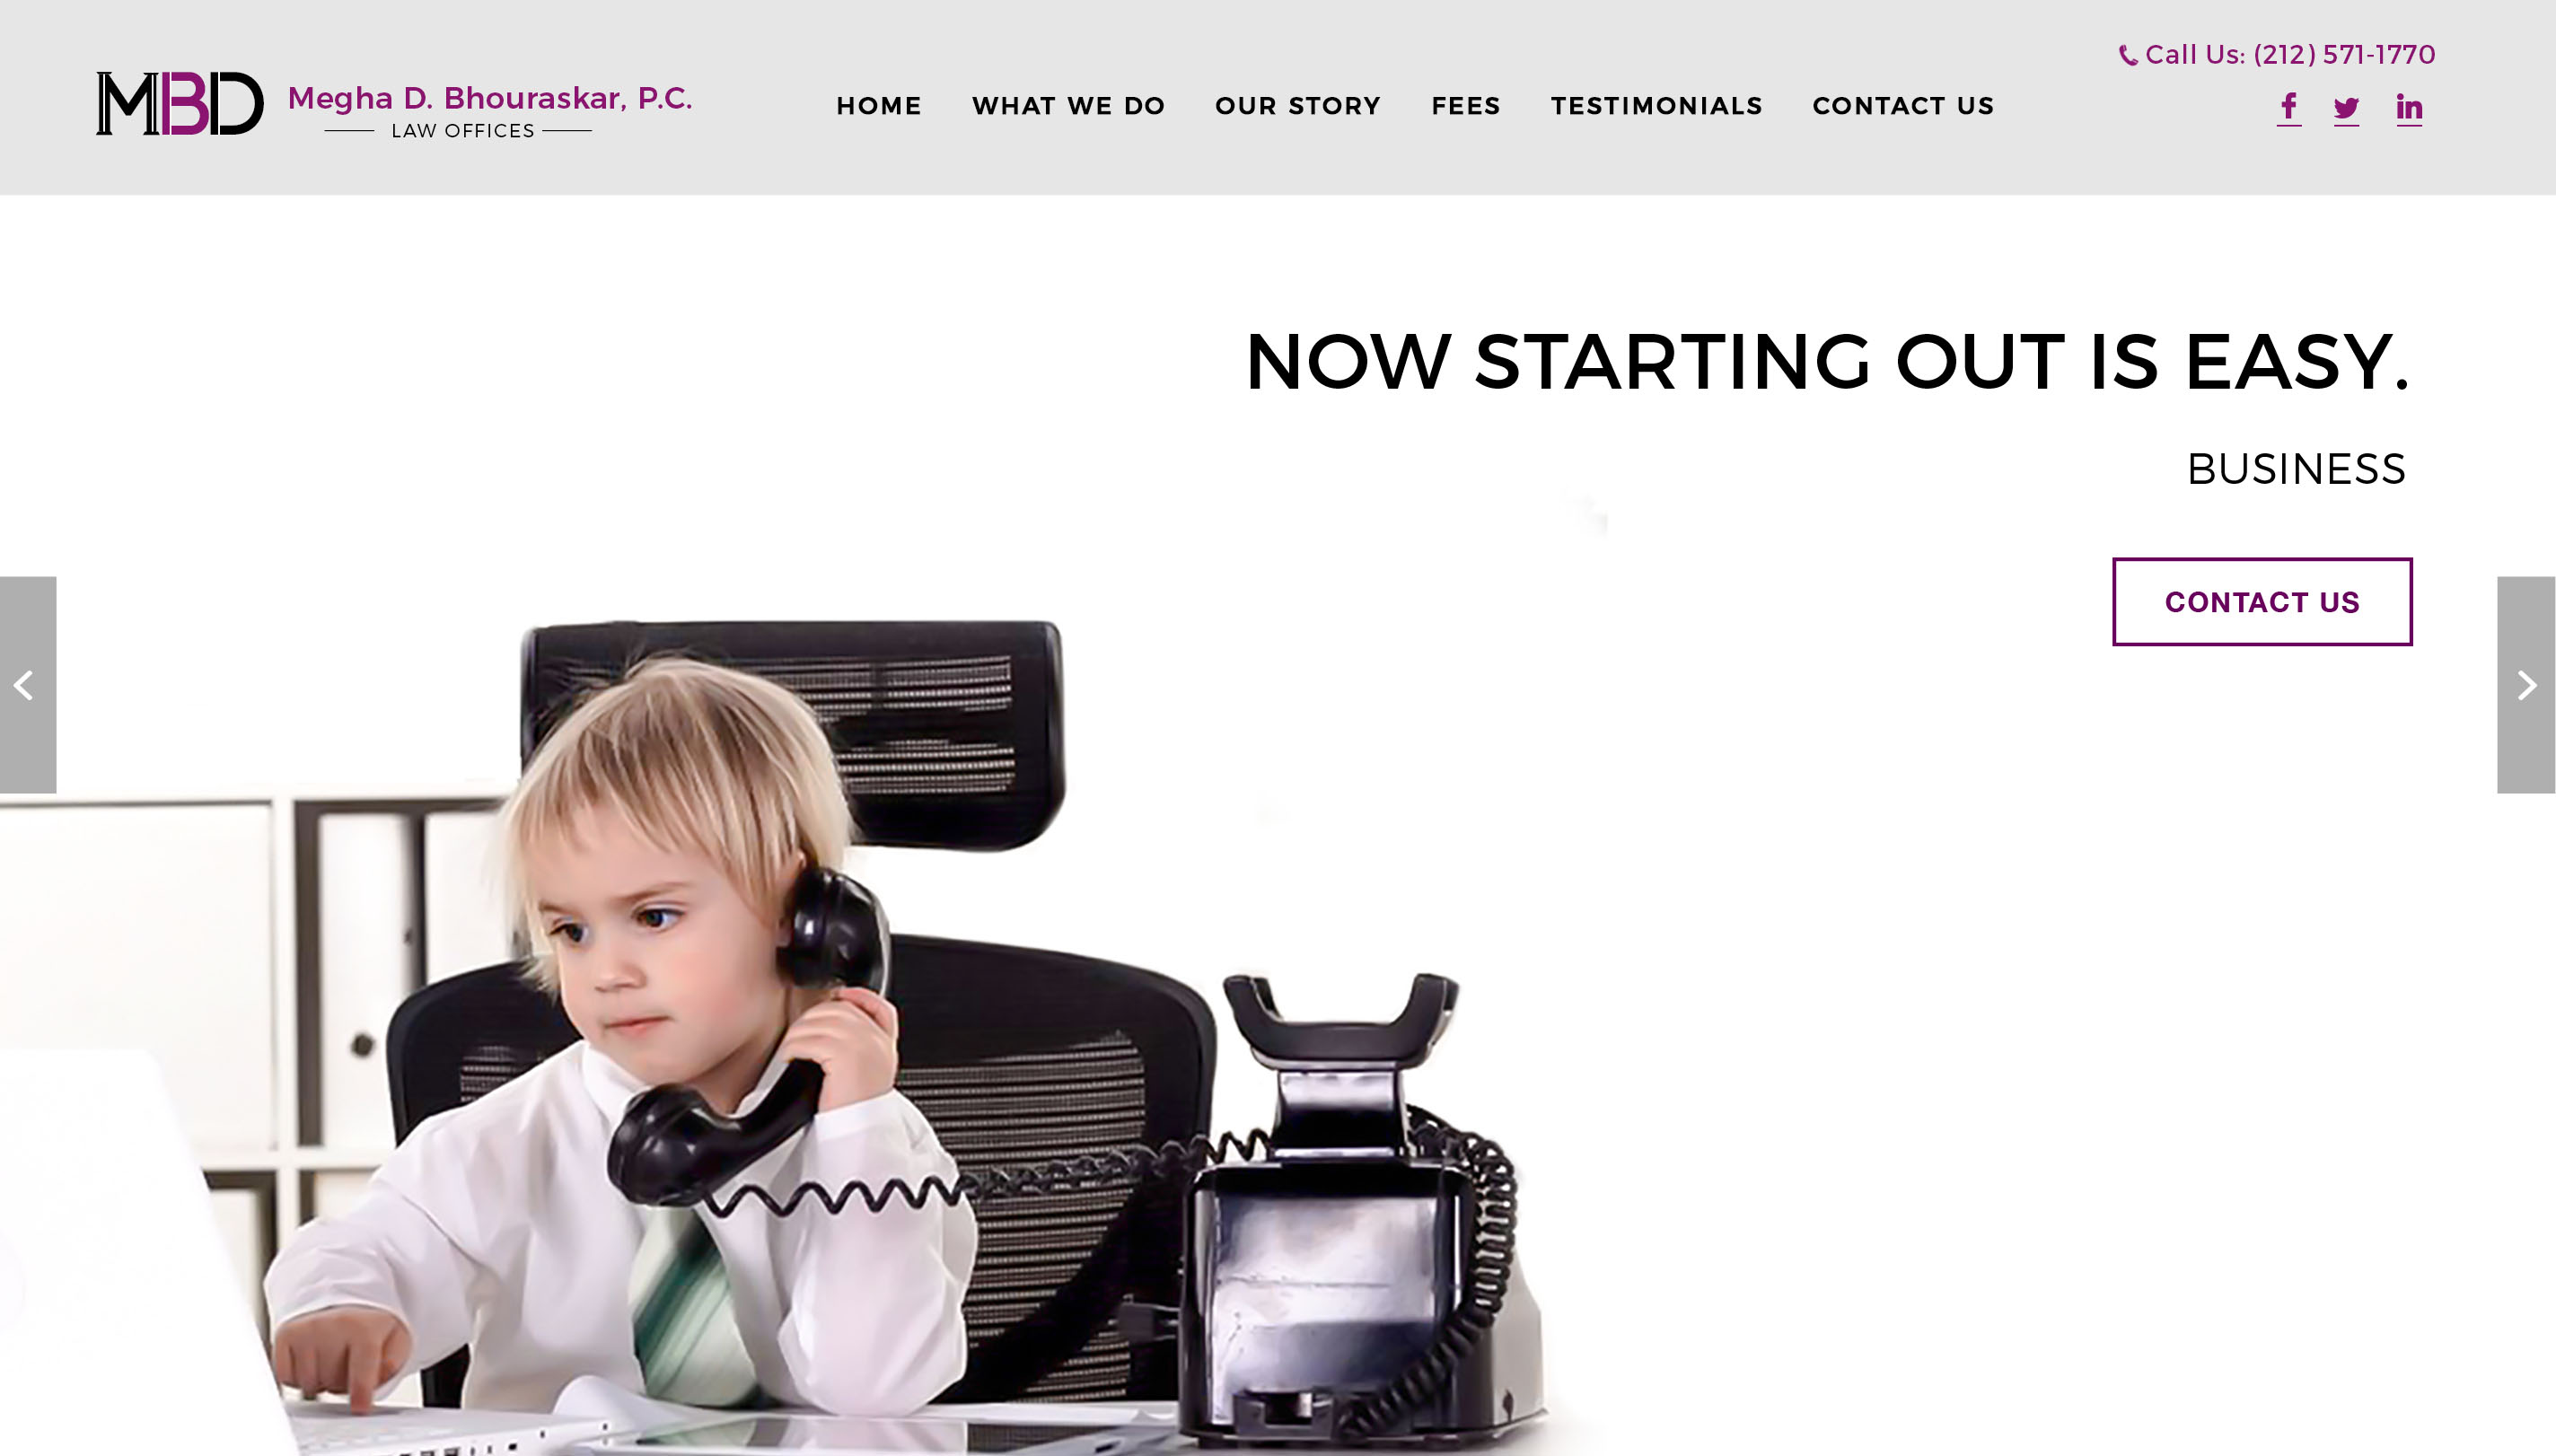 MBD
Megha D. Bhouraskar, P.C.
LAW OFFICES
HOME WHAT WE DO OUR STORY FEES TESTIMONIALS CONTACT US
Call Us: (212) 571-1770
NOW STARTING OUT IS EASY.
BUSINESS
CONTACT US